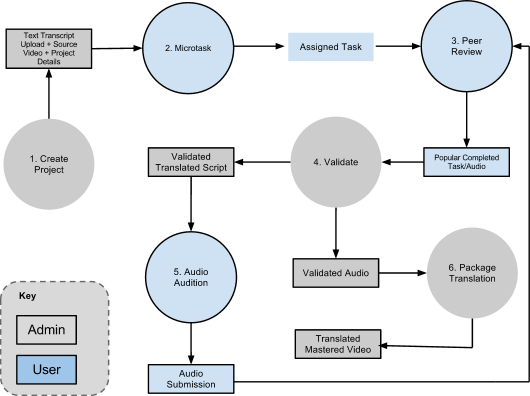 Text Transcript
Upload + Source
Video + Project
Details
2. Microtask
Assigned Task
3. Peer
Review
1. Create
Project
Validated
Translated Script
4. Validate
Popular Completed
Task/Audio
5. Audio
Audition
Validated Audio
6. Package
Translation
Key
Admin
User
Translated
Mastered Video
Audio
Submission